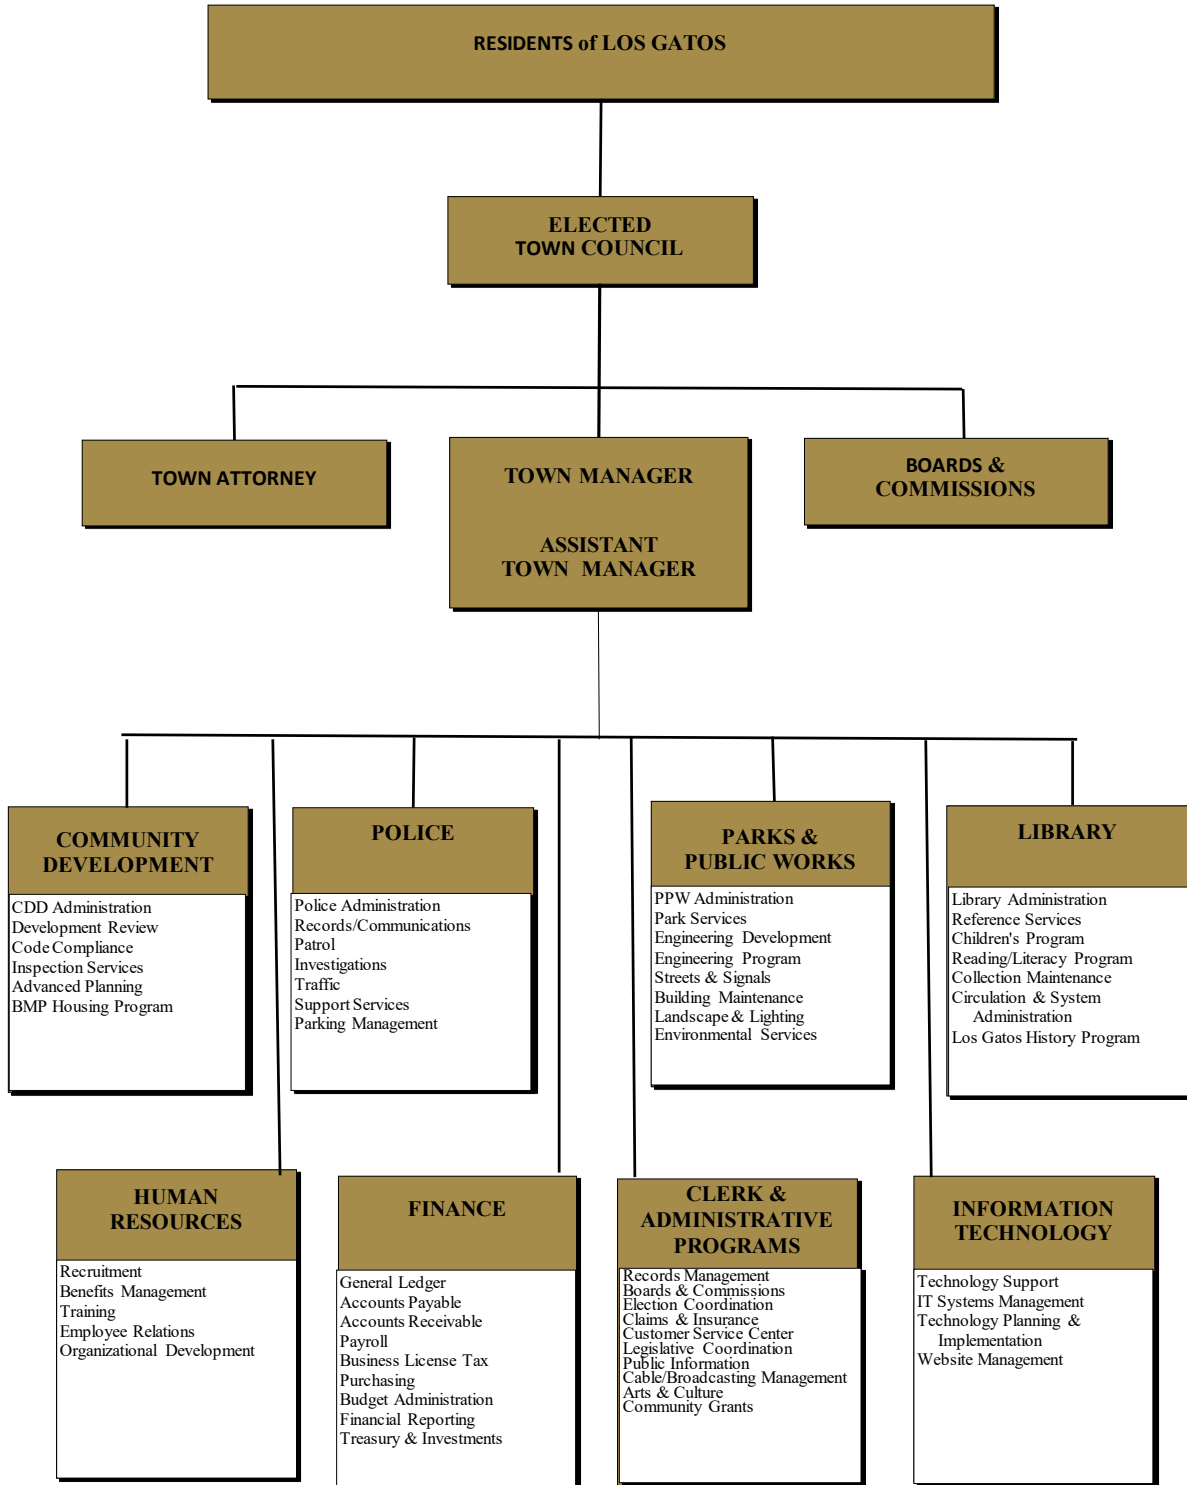 RESIDENTS of LOS GATOS
ELECTED
TOWN COUNCIL
TOWN ATTORNEY
TOWN MANAGER
ASSISTANT
TOWN MANAGER
BOARDS &
COMMISSIONS
COMMUNITY
DEVELOPMENT
CDD Administration
Development Review
Code Compliance
Inspection Services
Advanced Planning
BMP Housing Program
POLICE
Police Administration
Records/Communications
Patrol
Investigations
Traffic
Support Services
Parking Management
PARKS &
PUBLIC WORKS
PPW Administration
Park Services
Engineering Development
Engineering Program
Streets & Signals
Building Maintenance
Landscape & Lighting
Environmental Services
LIBRARY
Library Administration
Reference Services
Children's Program
Reading/Literacy Program
Collection Maintenance
Circulation & System
Administration
Los Gatos History Program
HUMAN
RESOURCES
Recruitment
Benefits Management
Training
Employee Relations
Organizational Development
FINANCE
General Ledger
Accounts Payable
Accounts Receivable
Payroll
Business License Tax
Purchasing
Budget Administration
Financial Reporting
Treasury & Investments
CLERK &
ADMINISTRATIVE
PROGRAMS
Records Management
Boards & Commissions
Election Coordination
Claims & Insurance
Customer Service Center
Legislative Coordination
Public Information
Cable/Broadcasting Management
Arts & Culture
Community Grants
INFORMATION
TECHNOLOGY
Technology Support
IT Systems Management
Technology Planning &
Implementation
Website Management